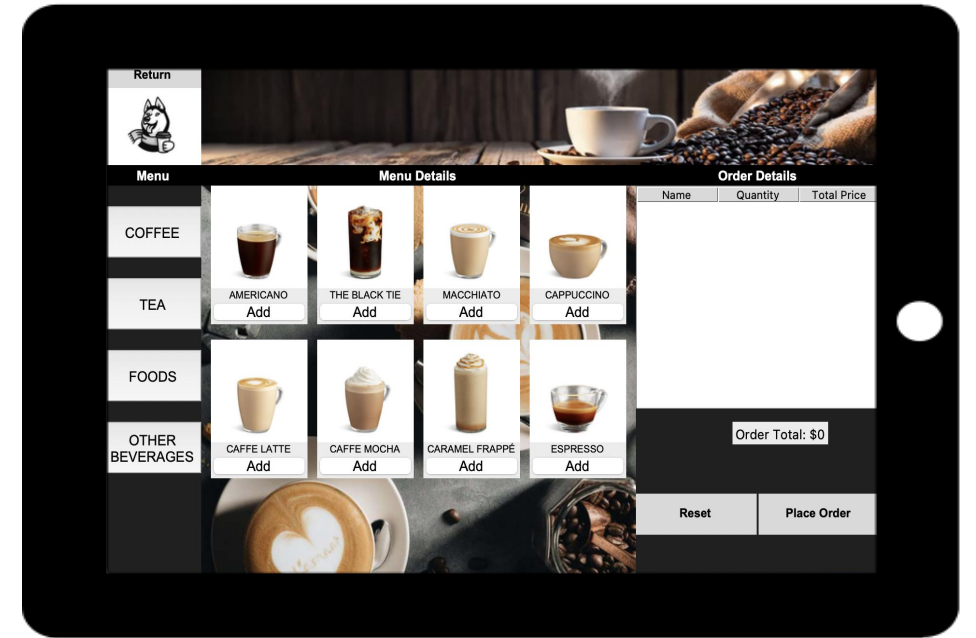 Return
Menu
Menu Details
Order Details
COFFEE
TEA
FOODS
OTHER
BEVERAGES
AMERICANO
THE BLACK TIE
MACCHIATO
CAPPUCCINO
Add
Add
Add
Add
CAFFE LATTE
CAFFE MOCHA
CARAMEL FRAPPÉ
ESPRESSO
Add
Add
Add
Add
Name
Quantity
Total Price
Order Total: $0
Reset
Place Order